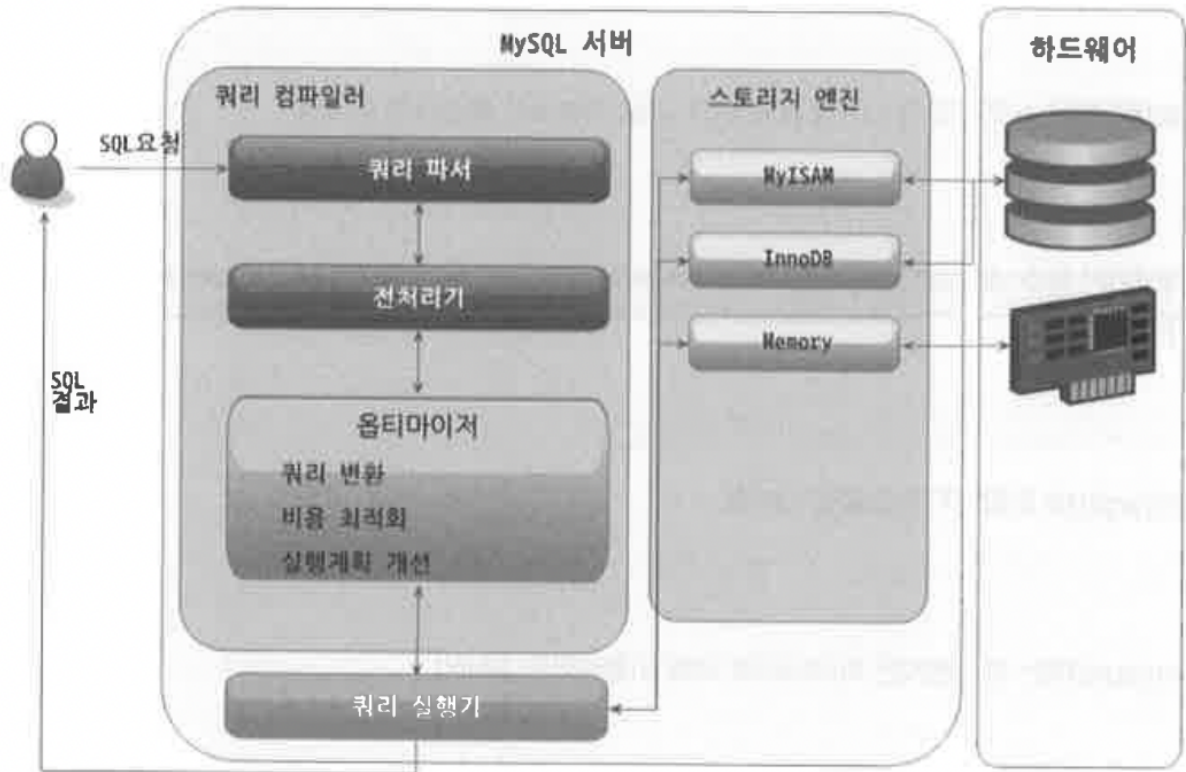 MySQL 서버
하드웨어
쿼리 컴파일러
스토리지 엔진
SQL요청
쿼리 파서
MyISAM
InnoDB
전처리기
Memory
SQL
결과
옵티마이저
쿼리 변환
비용 최적회
실행계획 개선
쿼리 실행기